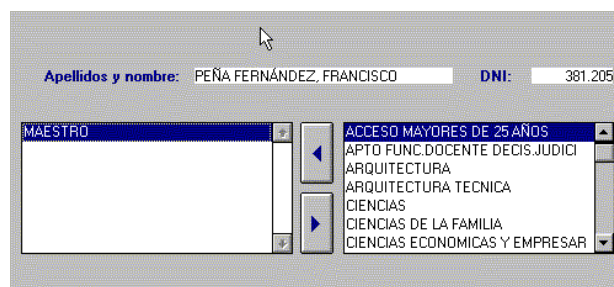 Apellidos y nombre: PEÑA FERNÁNDEZ, FRANCISCO DNI: 381.205
MAESTRO
ACCESO MAYORES DE 25 AÑOS
APTO FUNC.DOCENTE DECIS.JUDICI
ARQUITECTURA
ARQUITECTURA TECNICA
CIENCIAS
CIENCIAS DE LA FAMILIA
CIENCIAS ECONOMICAS Y EMPRESAR